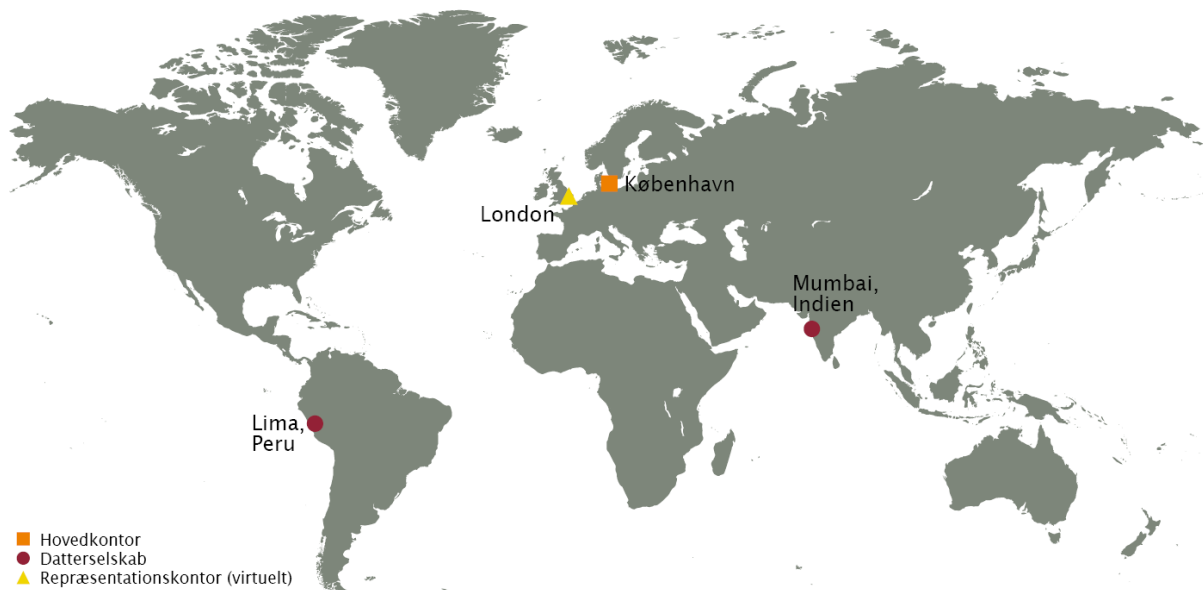 København
London
Mumbai,
Indien
Lima,
Peru
Hovedkontor
Datterselskab
Repræsentationskontor (virtuelt)